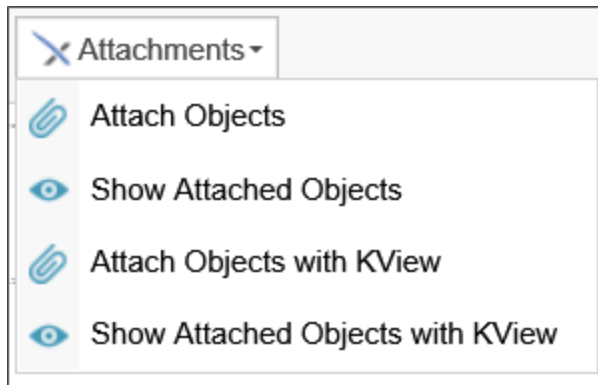 Attachments
Attach Objects
Show Attached Objects
Attach Objects with KView
Show Attached Objects with KView